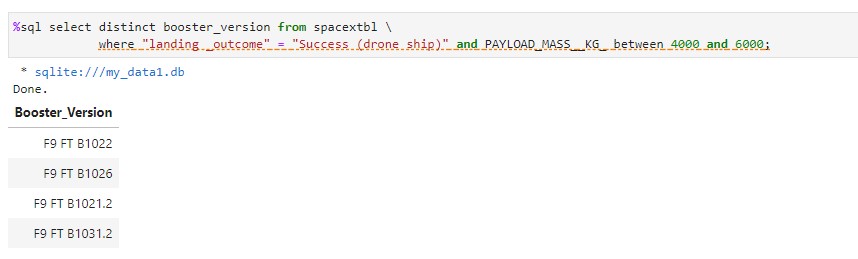 %sql select distinct booster_version from spacextbl \
where "landing _outcome" = "Success (drone ship)" and PAYLOAD_MASS__KG_ between 4000 and 6000;
* sqlite:///my_data1.db
Done.
Booster_Version
F9 FT B1022
F9 FT B1026
F9 FT B1021.2
F9 FT B1031.2